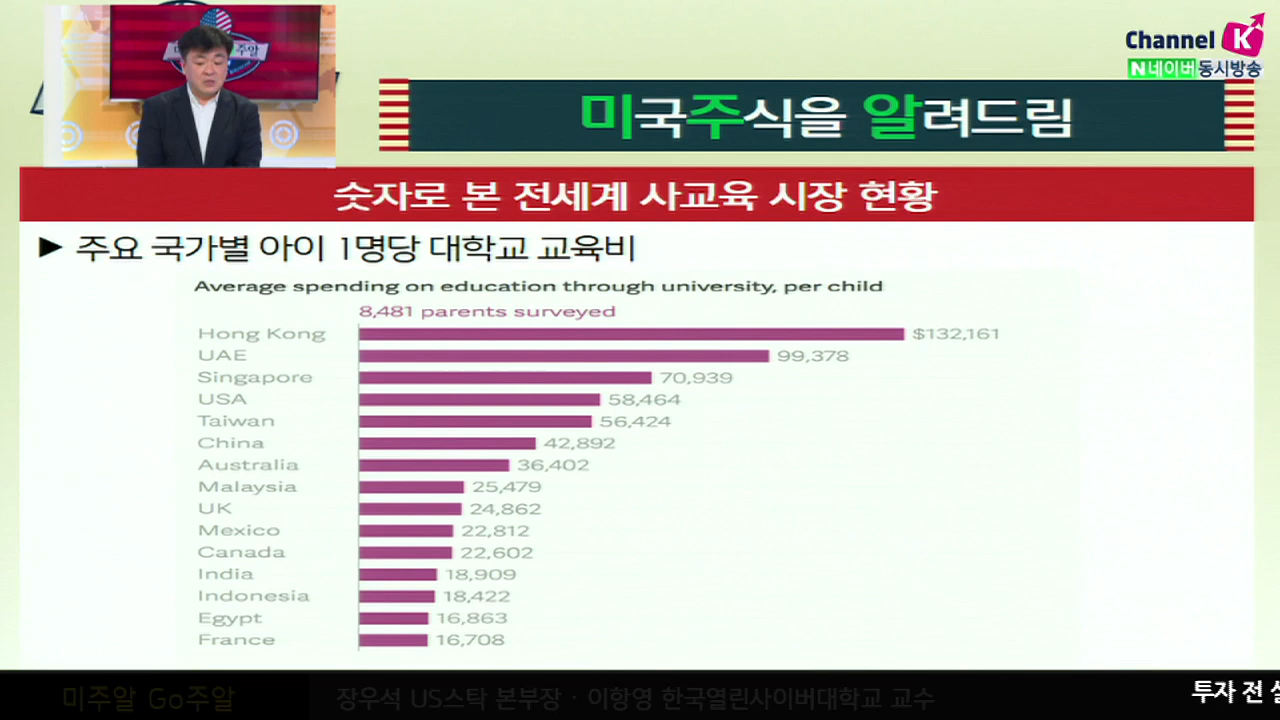 Channel K
N 네이버 동시방송
주알
미국주식을 알려드림
숫자로 본 전세계 사교육 시장 현황
▶ 주요 국가별 아이 1명당 대학교 교육비
Average spending on education through university, per child
8,481 parents surveyed
Hong Kong $132,161
UAE 99,378
Singapore 70,939
USA 58,464
Taiwan 56,424
China 42,892
Australia 36,402
Malaysia 25,479
UK 24,862
Mexico 22,812
Canada 22,602
India 18,909
Indonesia 18,422
Egypt 16,863
France 16,708
미주알 Go주알
장우석 US스탁 본부장 · 이항영 한국열린사이버대학교 교수
투자 전